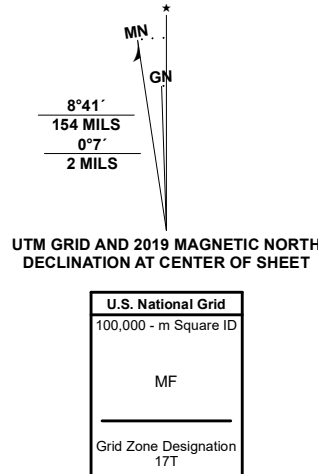 ★
MN
GN
8°41´
154 MILS
0°7´
2 MILS
UTM GRID AND 2019 MAGNETIC NORTH
DECLINATION AT CENTER OF SHEET
U.S. National Grid
100,000 - m Square ID
MF
Grid Zone Designation
17T